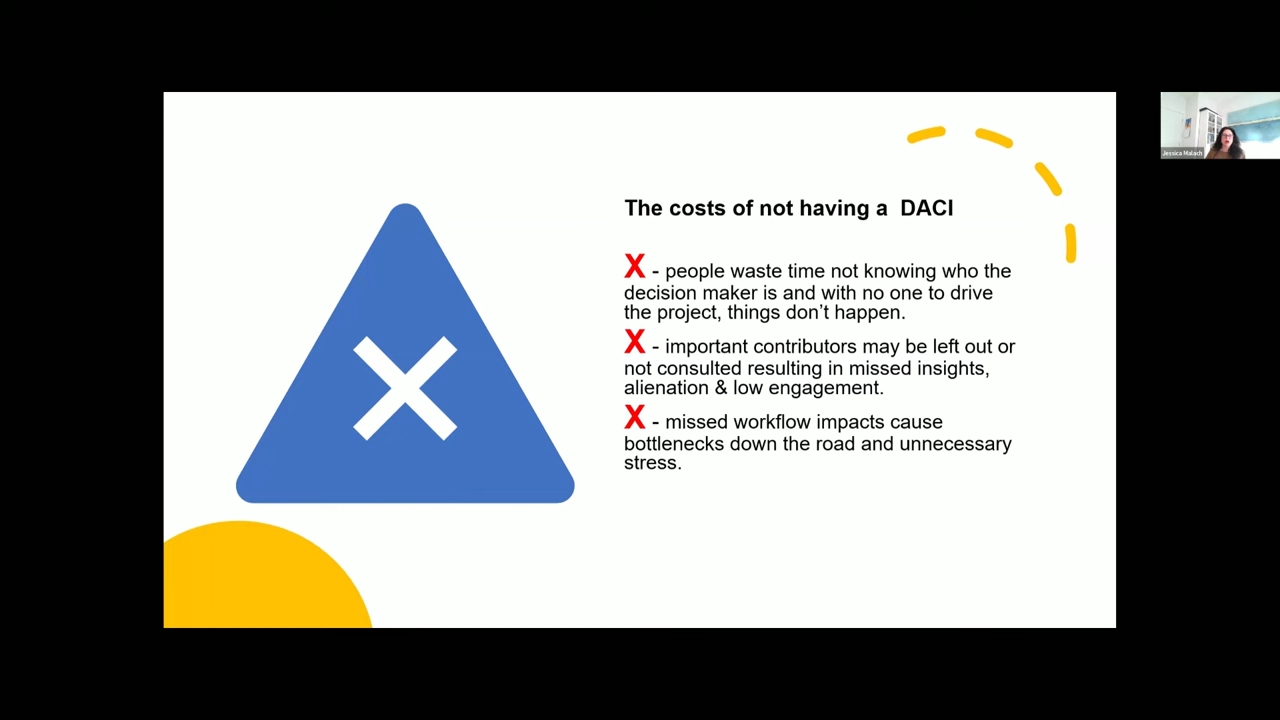 Jessica Malach
The costs of not having a  DACI
X - people waste time not knowing who the
decision maker is and with no one to drive
the project, things don’t happen.
X - important contributors may be left out or
not consulted resulting in missed insights,
alienation & low engagement.
X - missed workflow impacts cause
bottlenecks down the road and unnecessary
stress.